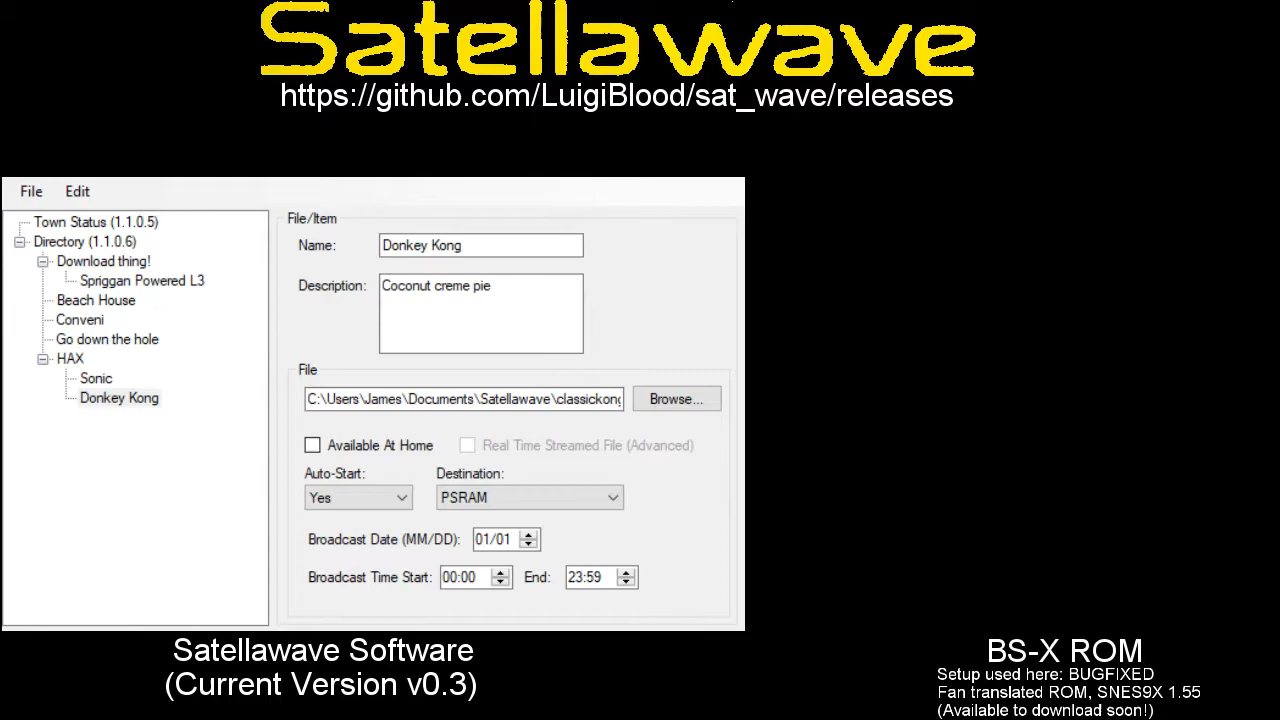 Satellawave
https://github.com/LuigiBlood/sat_wave/releases
File Edit
Town Status (1.1.0.5)
Directory (1.1.0.6)
Download thing!
Spriggan Powered L3
Beach House
Conveni
Go down the hole
HAX
Sonic
Donkey Kong
File/Item
Name: Donkey Kong
Description: Coconut creme pie
File
C:\Users\James\Documents\Satellawave\classickong Browse...
Available At Home Real Time Streamed File (Advanced)
Auto-Start: Destination:
Yes PSRAM
Broadcast Date (MM/DD): 01/01
Broadcast Time Start: 00:00 End: 23:59
Satellawave Software
(Current Version v0.3)
BS-X ROM
Setup used here: BUGFIXED
Fan translated ROM, SNES9X 1.55
(Available to download soon!)